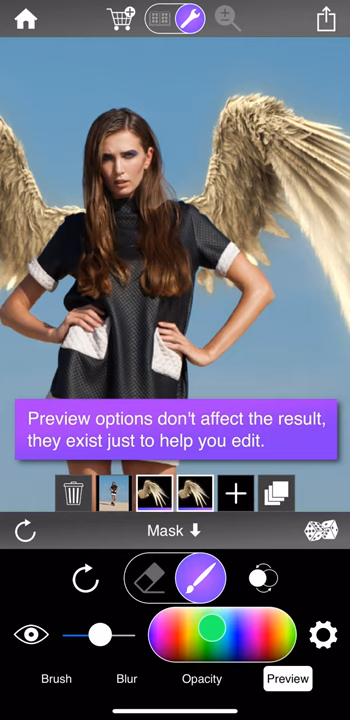 Preview options don't affect the result,
they exist just to help you edit.
Mask
Brush Blur Opacity Preview